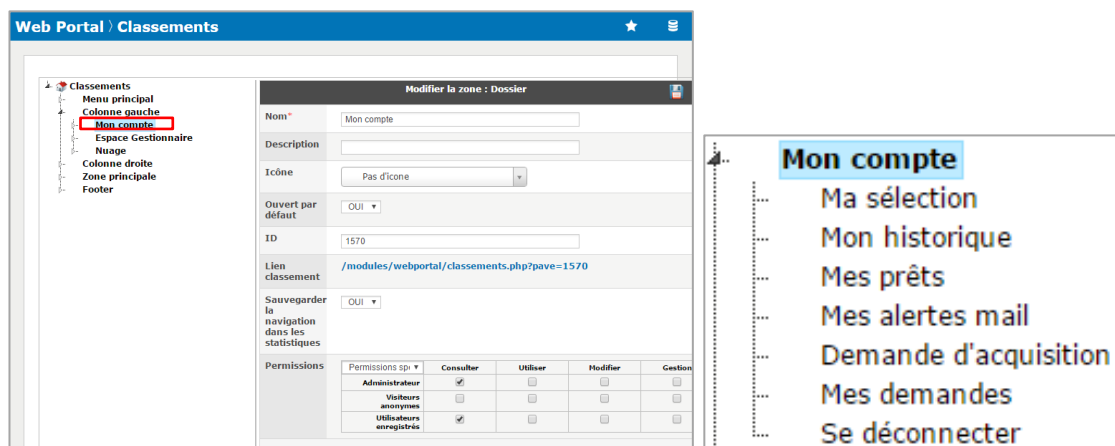 Web Portal 〉Classements
Classements
Menu principal
Colonne gauche
Mon compte
Espace Gestionnaire
Nuage
Colonne droite
Zone principale
Footer
Modifier la zone : Dossier
Nom*
Mon compte
Description
Icône
Pas d'icone
Ouvert par
défaut
OUI
ID
1570
Lien
classement
/modules/webportal/classements.php?pave=1570
Sauvegarder
la
navigation
dans les
statistiques
OUI
Permissions
Permissions spé
Consulter
Utiliser
Modifier
Gestion
Administrateur
Visiteurs
anonymes
Utilisateurs
enregistrés
Mon compte
Ma sélection
Mon historique
Mes prêts
Mes alertes mail
Demande d'acquisition
Mes demandes
Se déconnecter